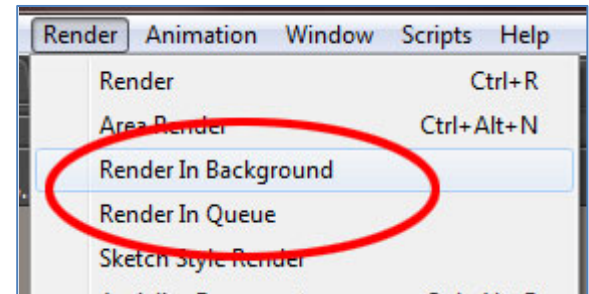 Render Animation Window Scripts Help
Render Ctrl+R
Area Render Ctrl+Alt+N
Render In Background
Render In Queue
Sketch Style Render